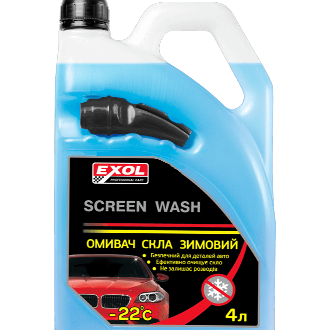 EXOL
PROFESSIONAL CARE
SCREEN WASH
ОМИВАЧ СКЛА ЗИМОВИЙ
• Безпечний для деталей авто
• Ефективно очищує скло
• Не залишає розводів
-22°C
4л